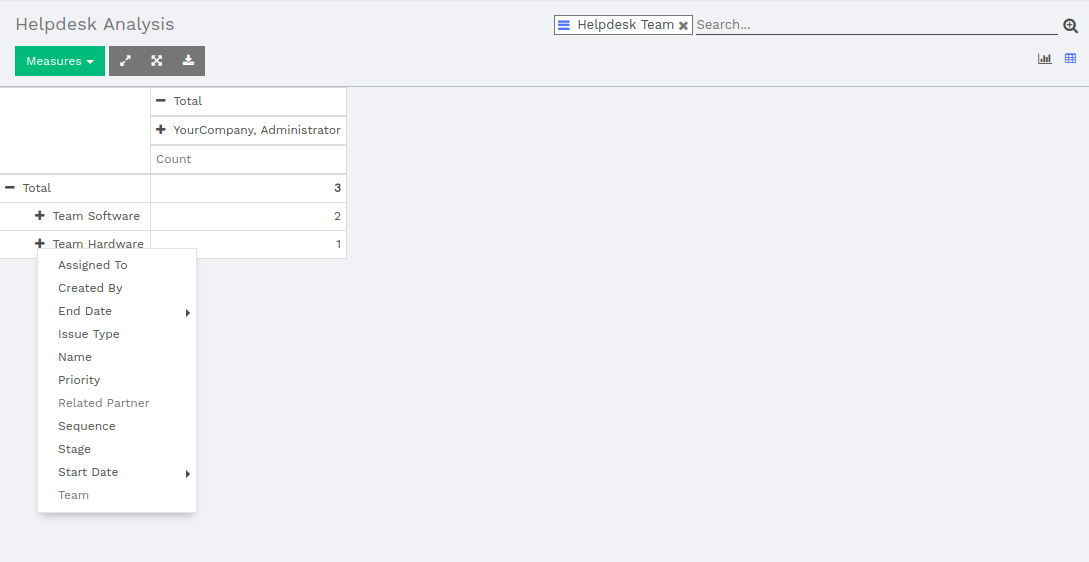 Helpdesk Analysis
Helpdesk Team Search...
Measures
Total
YourCompany, Administrator
Count
Total 3
Team Software 2
Team Hardware 1
Assigned To
Created By
End Date
Issue Type
Name
Priority
Related Partner
Sequence
Stage
Start Date
Team